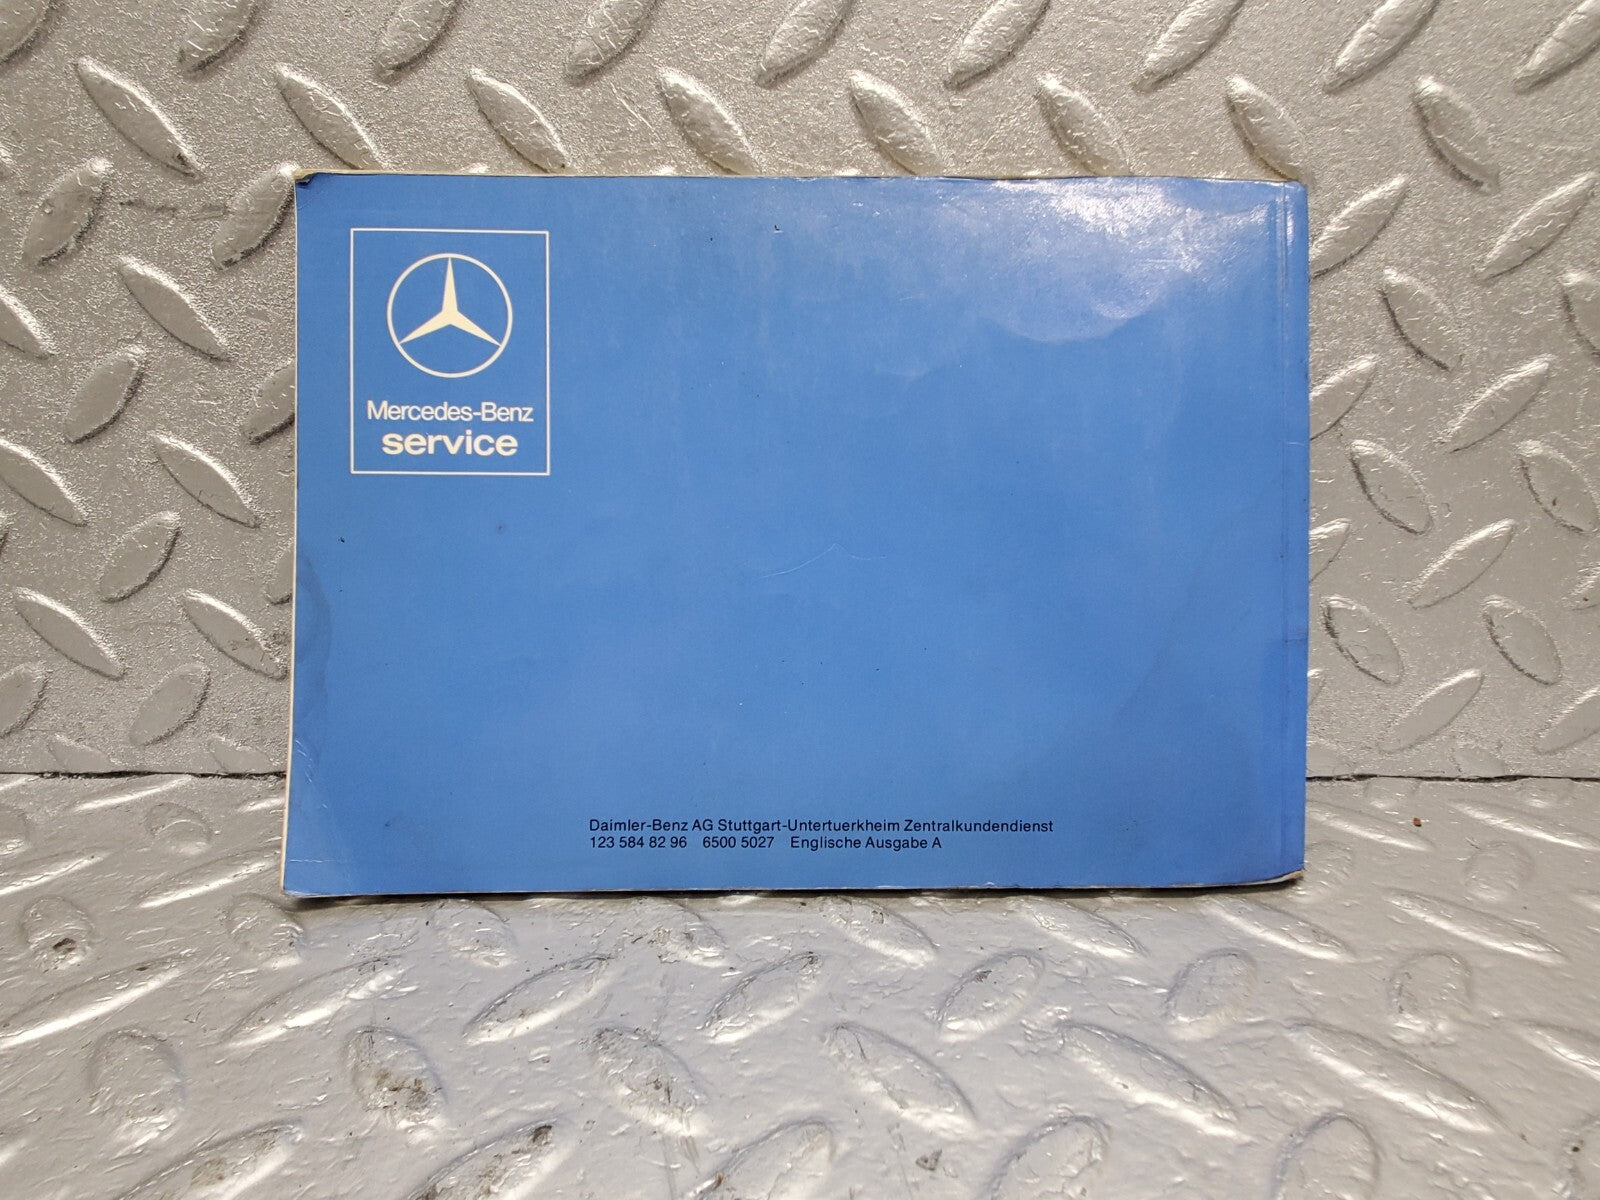 Mercedes-Benz
service
Daimler-Benz AG Stuttgart-Untertuerkheim Zentralkundendienst
123 584 82 96 6500 5027 Englische Ausgabe A